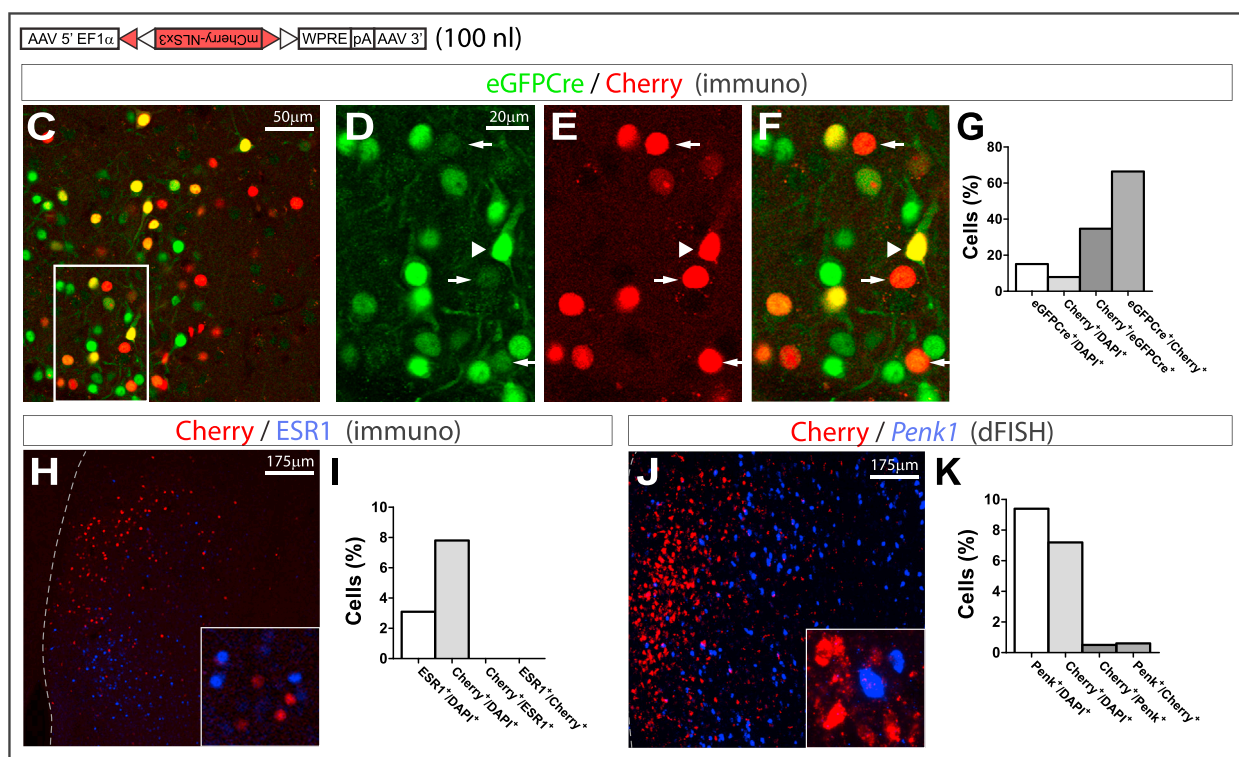 AAV 5' EF1α mCherry-NLSx3 WPRE pA AAV 3' (100 nl)
eGFPCre / Cherry (immuno)
C 50μm
D 20μm
E
F
G
Cells (%)
80
60
40
20
0
eGFPCre⁺/DAPI⁺
Cherry⁺/DAPI⁺
Cherry⁺/eGFPCre⁺
eGFPCre⁺/Cherry⁺
Cherry / ESR1 (immuno)
H 175μm
I
Cells (%)
10
8
6
4
2
0
ESR1⁺/DAPI⁺
Cherry⁺/DAPI⁺
Cherry⁺/ESR1⁺
ESR1⁺/Cherry⁺
Cherry / Penk1 (dFISH)
J 175μm
K
Cells (%)
10
8
6
4
2
0
Penk⁺/DAPI⁺
Cherry⁺/DAPI⁺
Cherry⁺/Penk⁺
Penk⁺/Cherry⁺